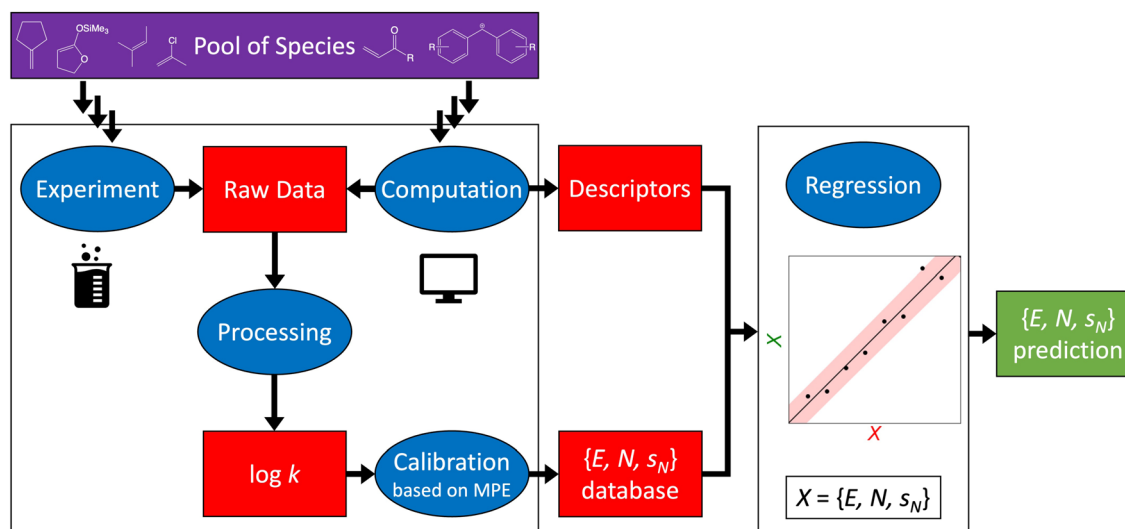 OSiMe3
Pool of Species
O
Cl
O
R
R
⊕
R
Experiment
Raw Data
Computation
Descriptors
Regression
Processing
X
X
{E, N, sN}
prediction
log k
Calibration
based on MPE
{E, N, sN}
database
X = {E, N, sN}